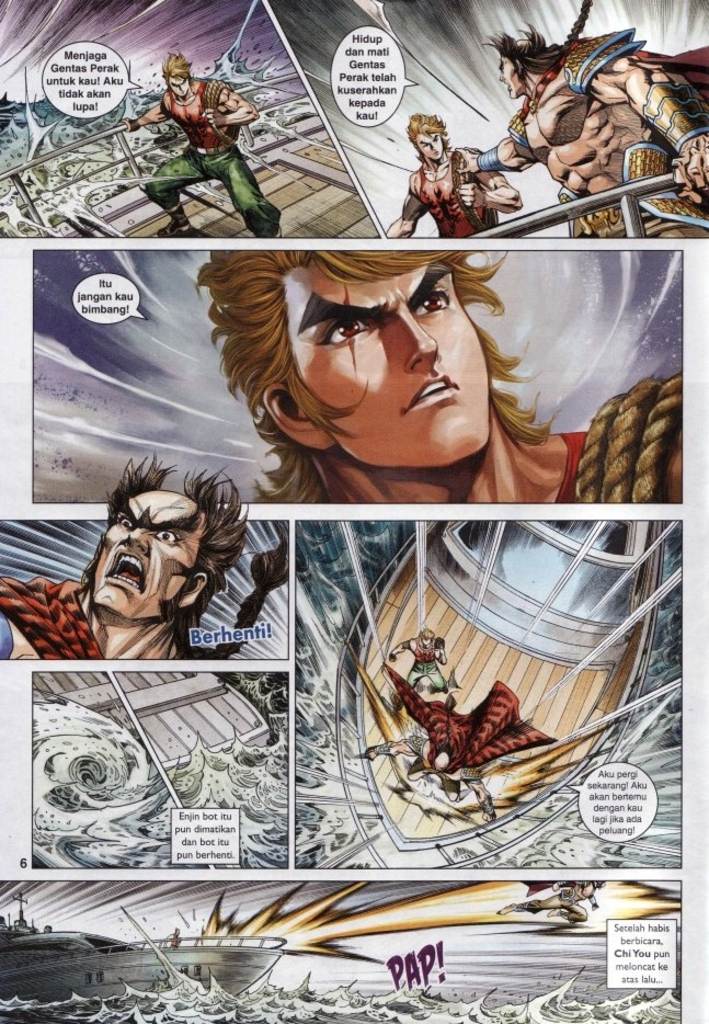 Menjaga
Gentas Perak
untuk kau! Aku
tidak akan
lupa!
Hidup
dan mati
Gentas
Perak telah
kuserahkan
kepada
kau!
Itu
jangan kau
bimbang!
Berhenti!
Enjin bot itu
pun dimatikan
dan bot itu
pun berhenti.
Aku pergi
sekarang! Aku
akan bertemu
dengan kau
lagi jika ada
peluang!
6
PAP!
Setelah habis
berbicara,
Chi You pun
meloncat ke
atas lalu...